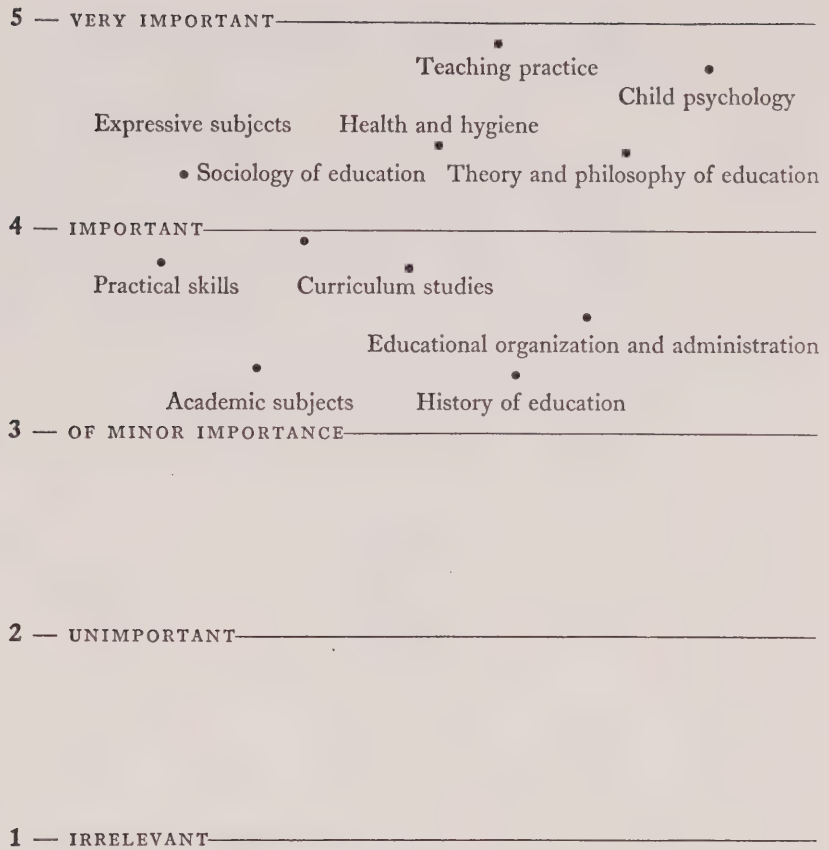 5 — VERY IMPORTANT
Teaching practice
Child psychology
Expressive subjects Health and hygiene
Sociology of education Theory and philosophy of education
4 — IMPORTANT
Practical skills Curriculum studies
Educational organization and administration
Academic subjects History of education
3 — OF MINOR IMPORTANCE
2 — UNIMPORTANT
1 — IRRELEVANT